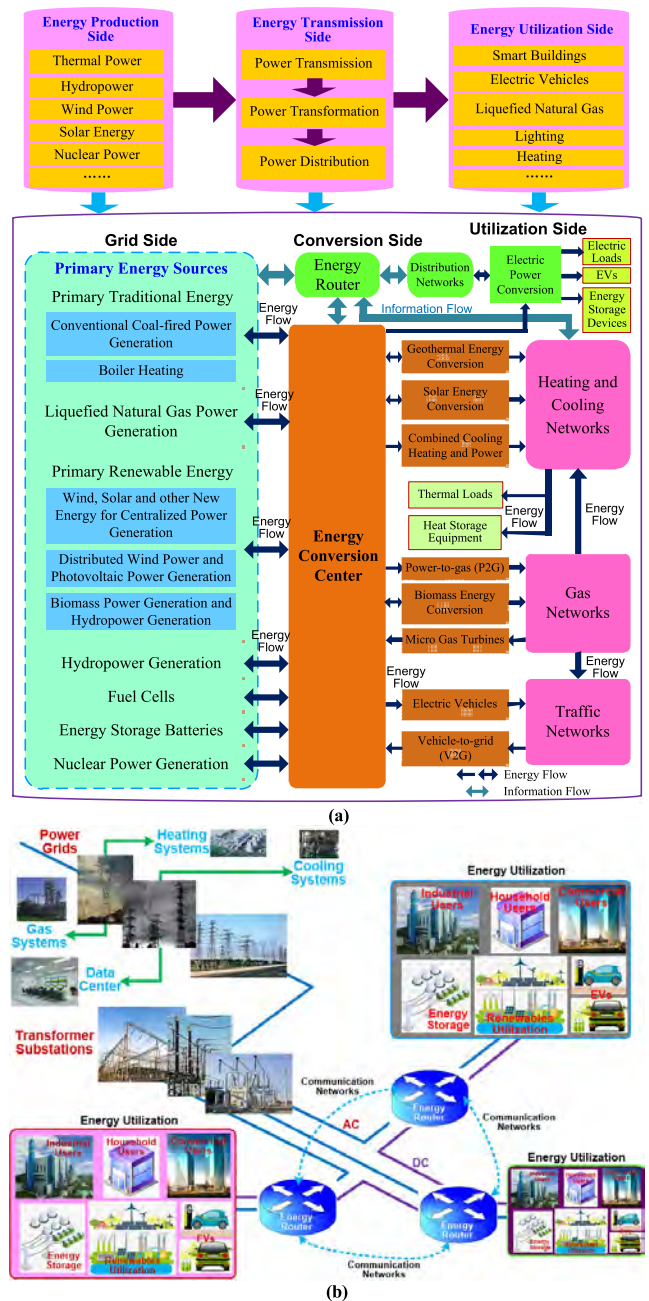 Energy Production
Side
Thermal Power
Hydropower
Wind Power
Solar Energy
Nuclear Power
……
Energy Transmission
Side
Power Transmission
Power Transformation
Power Distribution
Energy Utilization Side
Smart Buildings
Electric Vehicles
Liquefied Natural Gas
Lighting
Heating
……
Grid Side
Conversion Side
Utilization Side
Primary Energy Sources
Primary Traditional Energy
Conventional Coal-fired Power
Generation
Boiler Heating
Liquefied Natural Gas Power
Generation
Primary Renewable Energy
Wind, Solar and other New
Energy for Centralized Power
Generation
Distributed Wind Power and
Photovoltaic Power Generation
Biomass Power Generation and
Hydropower Generation
Hydropower Generation
Fuel Cells
Energy Storage Batteries
Nuclear Power Generation
Energy
Flow
Energy
Flow
Energy
Flow
Energy
Flow
Energy
Router
Distribution
Networks
Electric
Power
Conversion
Electric
Loads
EVs
Energy
Storage
Devices
Information Flow
Energy
Conversion
Center
Geothermal Energy
Conversion
Solar Energy
Conversion
Combined Cooling
Heating and Power
Heating and
Cooling
Networks
Thermal Loads
Heat Storage
Equipment
Energy
Flow
Energy
Flow
Power-to-gas (P2G)
Biomass Energy
Conversion
Micro Gas Turbines
Gas
Networks
Energy
Flow
Energy
Flow
Electric Vehicles
Vehicle-to-grid
(V2G)
Traffic
Networks
Energy Flow
Information Flow
(a)
Power
Grids
Heating
Systems
Cooling
Systems
Gas
Systems
Data
Center
Transformer
Substations
Energy Utilization
Industrial
Users
Household
Users
Commercial
Users
Energy
Storage
Renewables
Utilization
EVs
Communication
Networks
Energy
Router
Communication
Networks
AC
DC
Energy Utilization
Industrial
Users
Household
Users
Commercial
Users
Energy
Storage
Renewables
Utilization
EVs
Energy
Router
Energy
Router
Communication
Networks
Energy Utilization
(b)